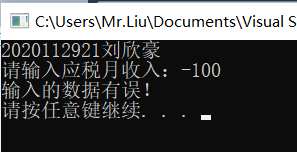 C:\Users\Mr.Liu\Documents\Visual S
2020112921刘欣豪
请输入应税月收入：-100
输入的数据有误！
请按任意键继续. . .